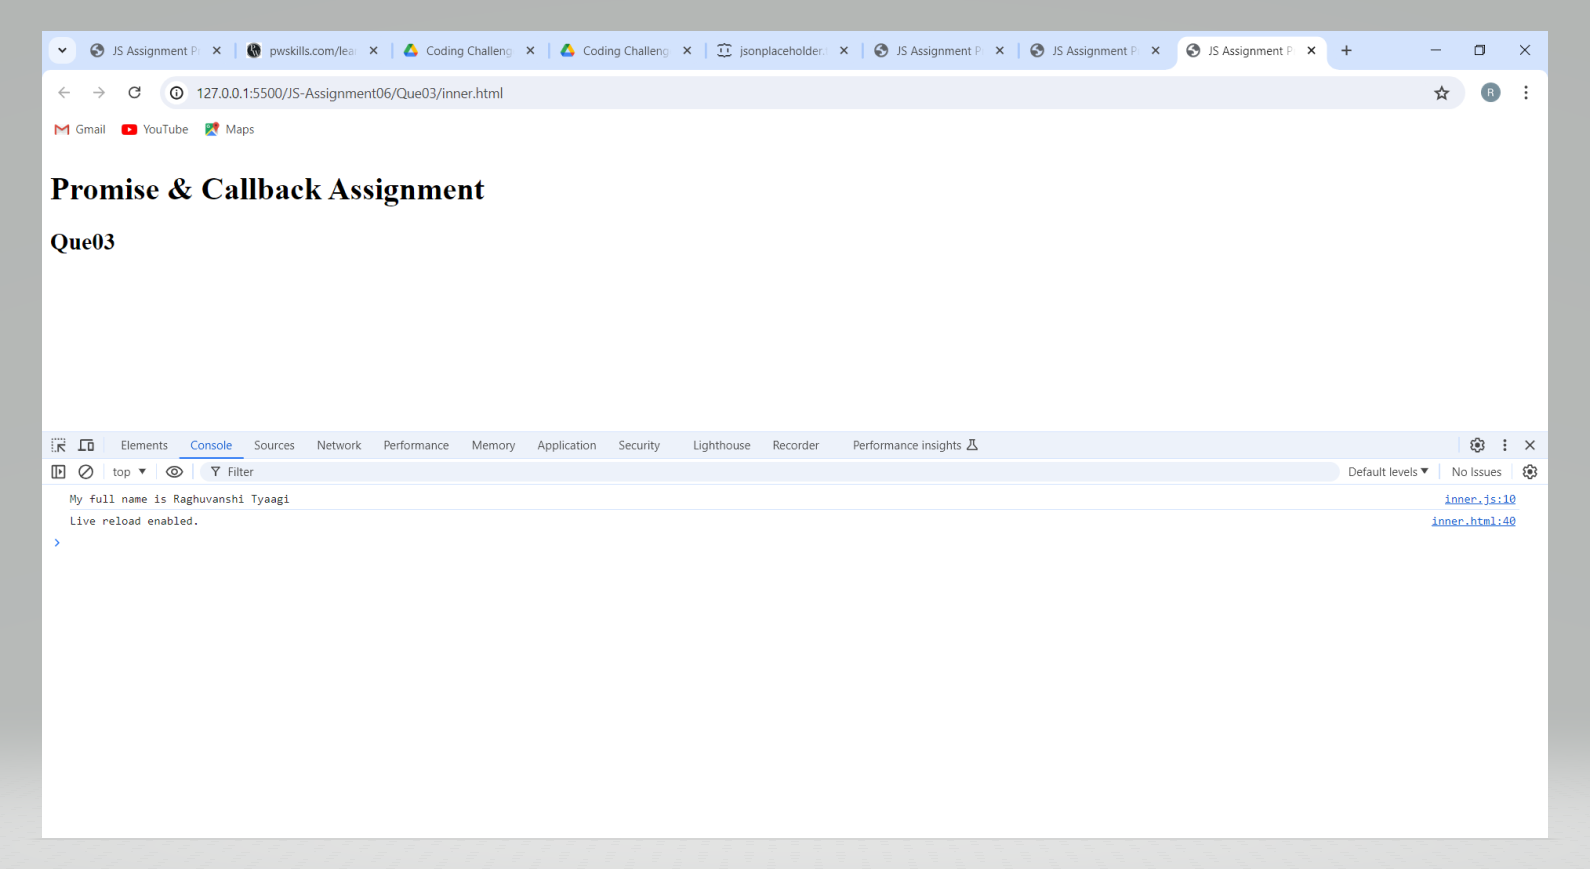 JS Assignment P
pwskills.com/lear
Coding Challeng
Coding Challeng
jsonplaceholder.
JS Assignment P
JS Assignment P
JS Assignment P
127.0.0.1:5500/JS-Assignment06/Que03/inner.html
R
Gmail YouTube Maps
Promise & Callback Assignment
Que03
Elements Console Sources Network Performance Memory Application Security Lighthouse Recorder Performance insights
top Filter Default levels No Issues
My full name is Raghuvanshi Tyaagi inner.js:10
Live reload enabled. inner.html:40